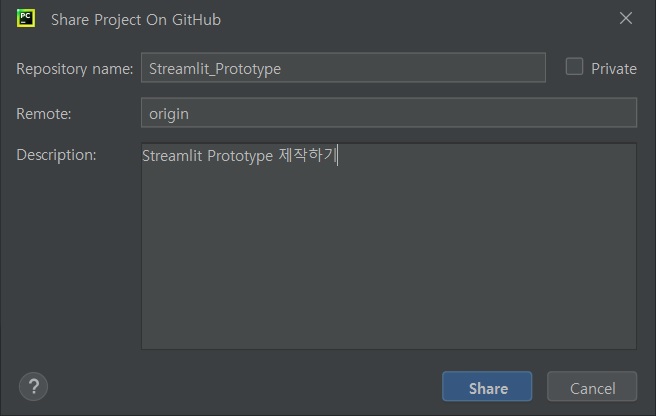 PC
Share Project On GitHub
Repository name: Streamlit_Prototype Private
Remote: origin
Description: Streamlit Prototype 제작하기
? Share Cancel